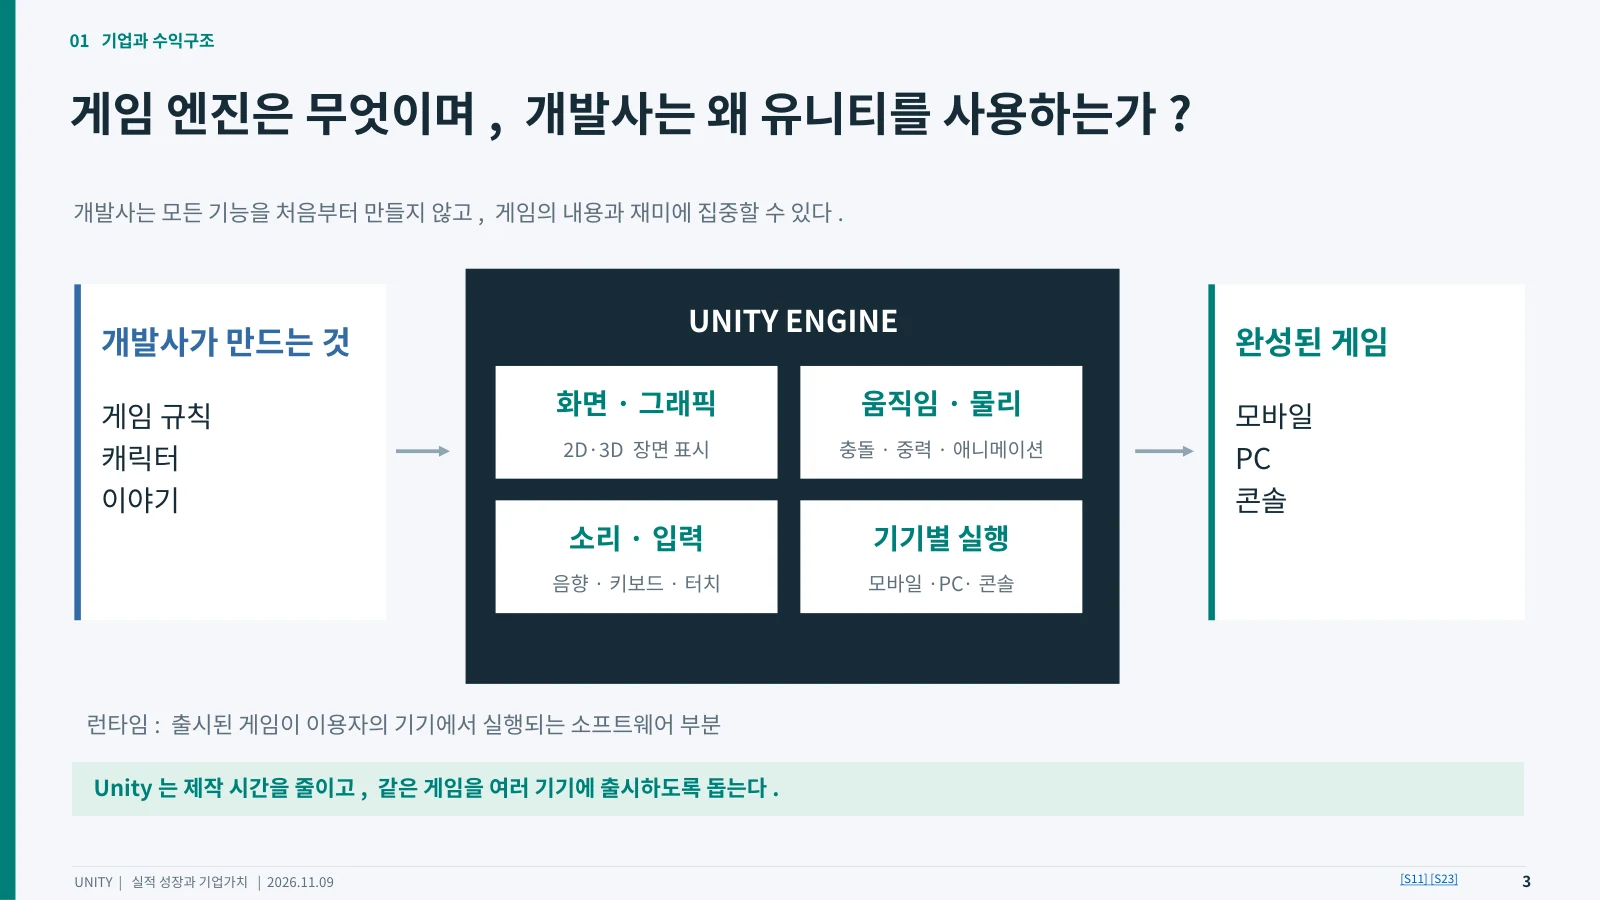 01 기업과 수익구조
게임 엔진은 무엇이며 , 개발사는 왜 유니티를 사용하는가 ?
개발사는 모든 기능을 처음부터 만들지 않고 , 게임의 내용과 재미에 집중할 수 있다 .
개발사가 만드는 것
게임 규칙
캐릭터
이야기
UNITY ENGINE
화면 · 그래픽
2D·3D 장면 표시
움직임 · 물리
충돌 · 중력 · 애니메이션
소리 · 입력
음향 · 키보드 · 터치
기기별 실행
모바일 ·PC· 콘솔
완성된 게임
모바일
PC
콘솔
런타임 : 출시된 게임이 이용자의 기기에서 실행되는 소프트웨어 부분
Unity 는 제작 시간을 줄이고 , 같은 게임을 여러 기기에 출시하도록 돕는다 .
UNITY | 실적 성장과 기업가치 | 2026.11.09
[S11] [S23]
3